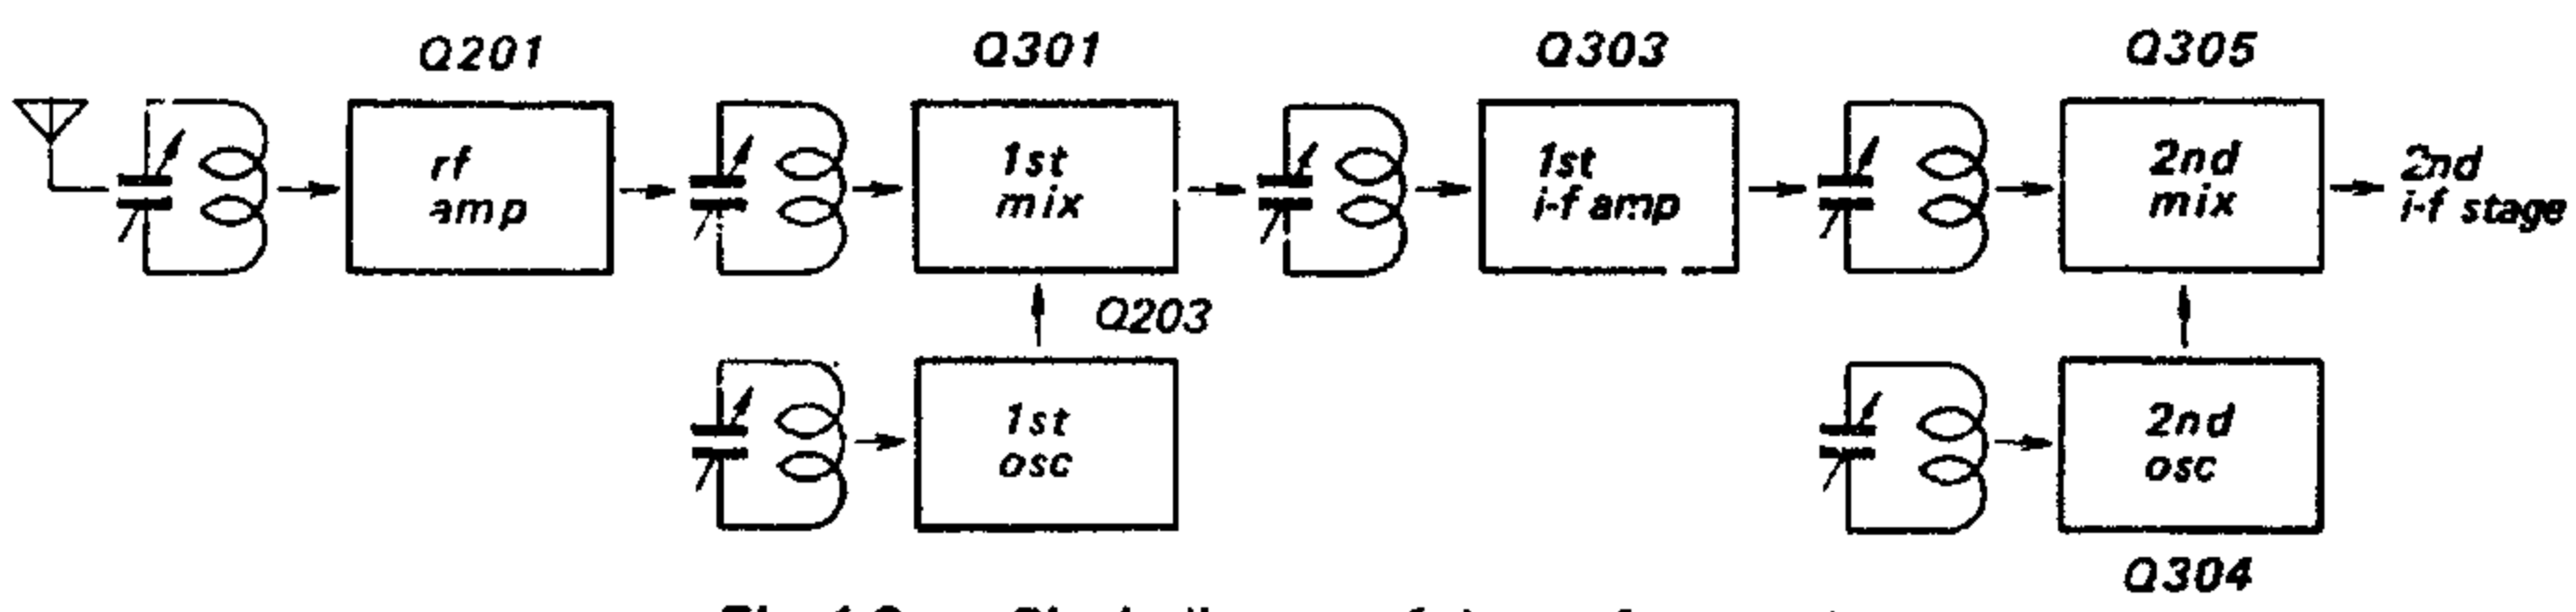 Q201
Q301
Q303
Q305
rf
amp
1st
mix
1st
i-f amp
2nd
mix
2nd
i-f stage
Q203
1st
osc
2nd
osc
Q304